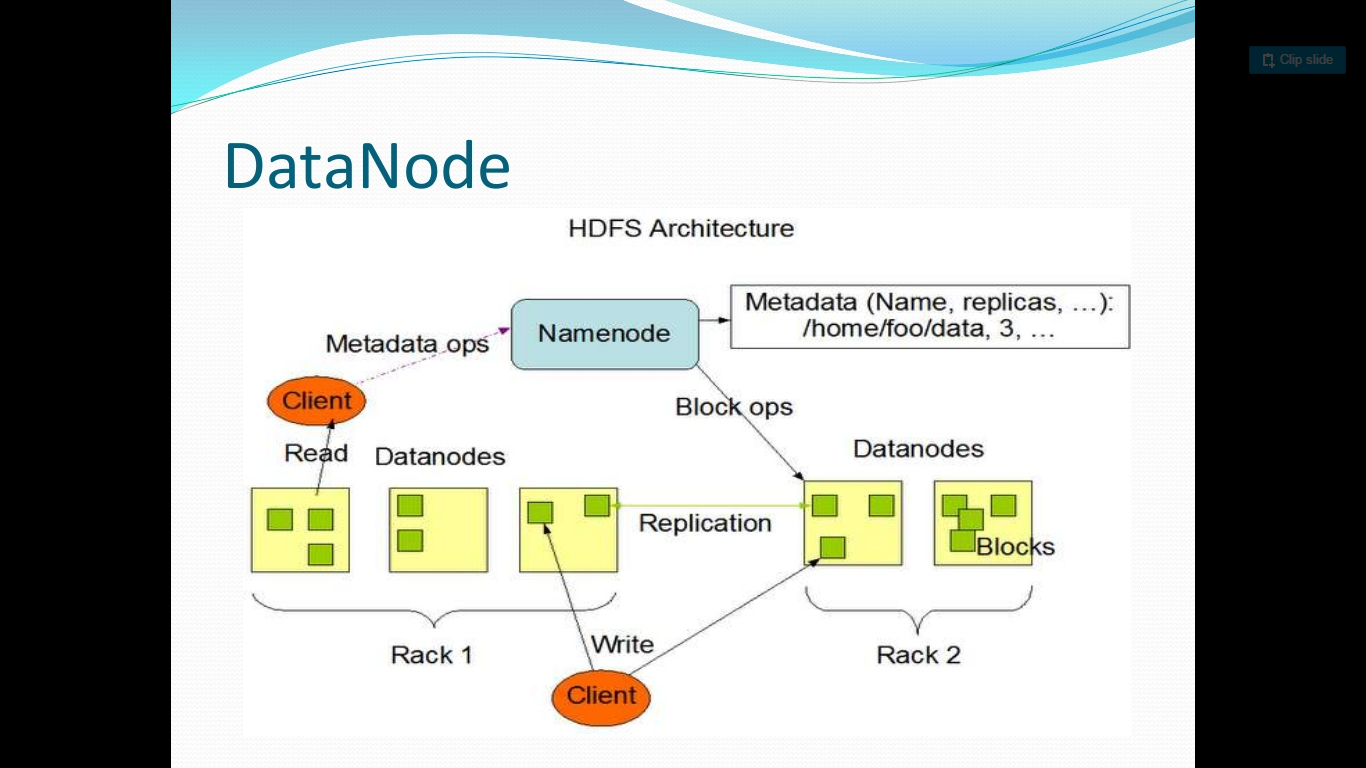 Clip slide
DataNode
HDFS Architecture
Metadata (Name, replicas, ...):
/home/foo/data, 3, ...
Namenode
Metadata ops
Client
Block ops
Read
Datanodes
Datanodes
Replication
Blocks
Write
Rack 1
Rack 2
Client